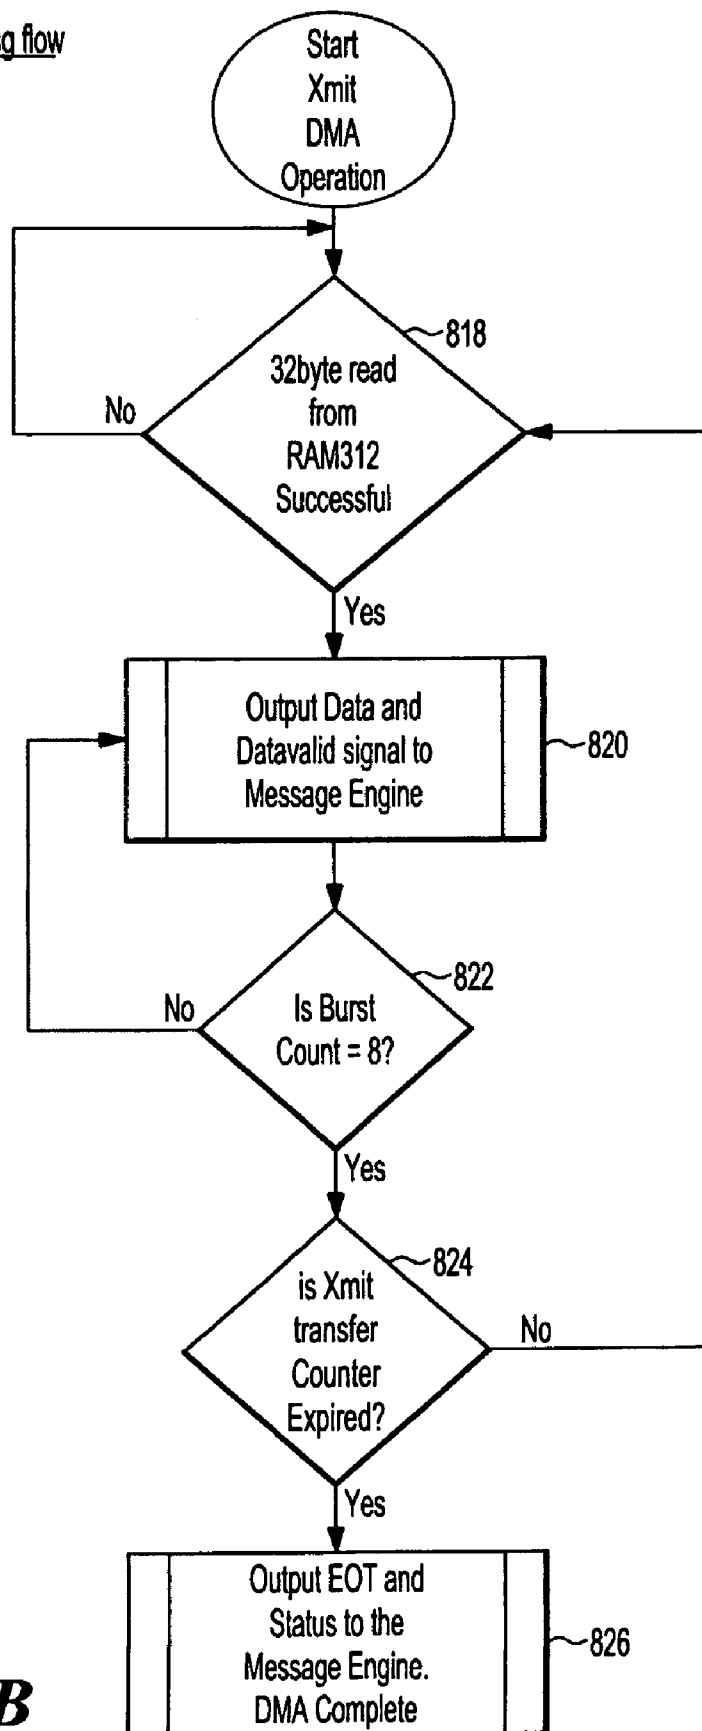 g flow
Start
Xmit
DMA
Operation
818
32byte read
from
RAM312
Successful
No
Yes
Output Data and
Datavalid signal to
Message Engine
820
822
No
Is Burst
Count = 8?
Yes
824
is Xmit
transfer
Counter
Expired?
No
Yes
Output EOT and
Status to the
Message Engine.
DMA Complete
826
B